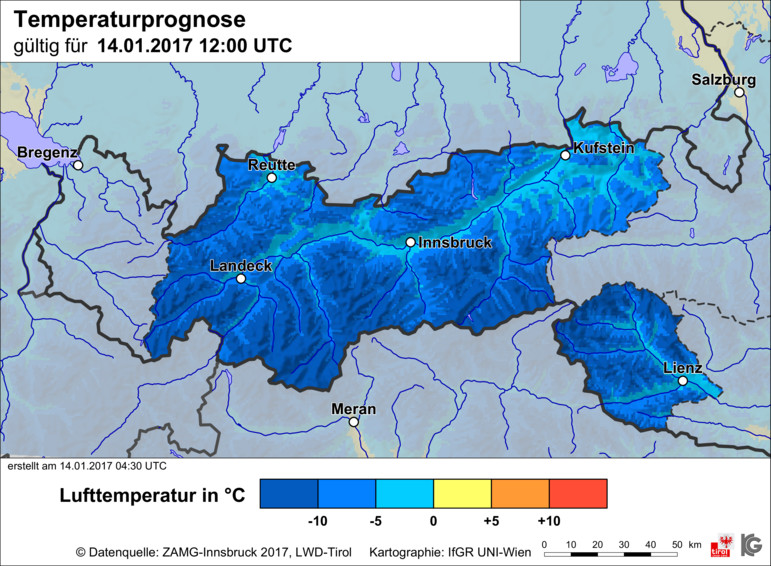 Temperaturprognose
gültig für 14.01.2017 12:00 UTC
Salzburg
Bregenz
Kufstein
Reutte
Innsbruck
Landeck
Lienz
Meran
erstellt am 14.01.2017 04:30 UTC
Lufttemperatur in °C
-10 -5 0 +5 +10
© Datenquelle: ZAMG-Innsbruck 2017, LWD-Tirol Kartographie: IfGR UNI-Wien
0 10 20 30 40 50 km
tirol